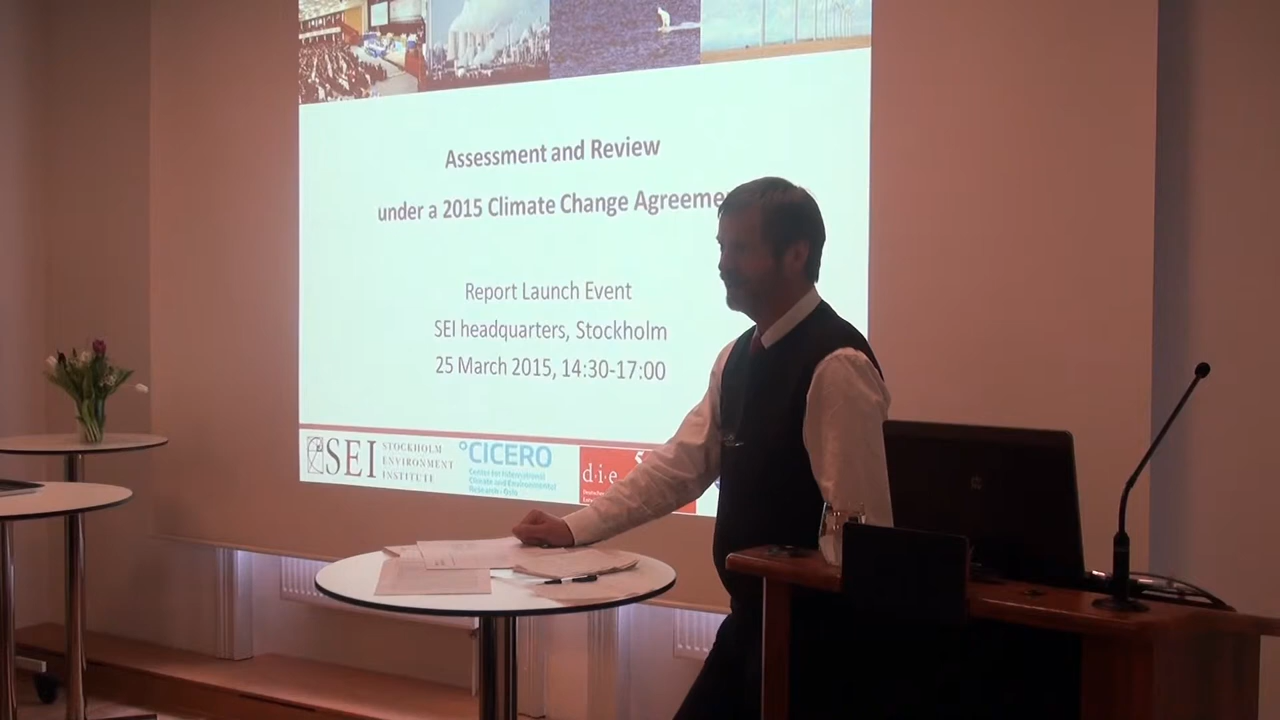 Assessment and Review
under a 2015 Climate Change Agreeme
Report Launch Event
SEI headquarters, Stockholm
25 March 2015, 14:30-17:00
SEI
STOCKHOLM
ENVIRONMENT
INSTITUTE
°CICERO
Center for International
Climate and Environmental
Research - Oslo
d·i·e